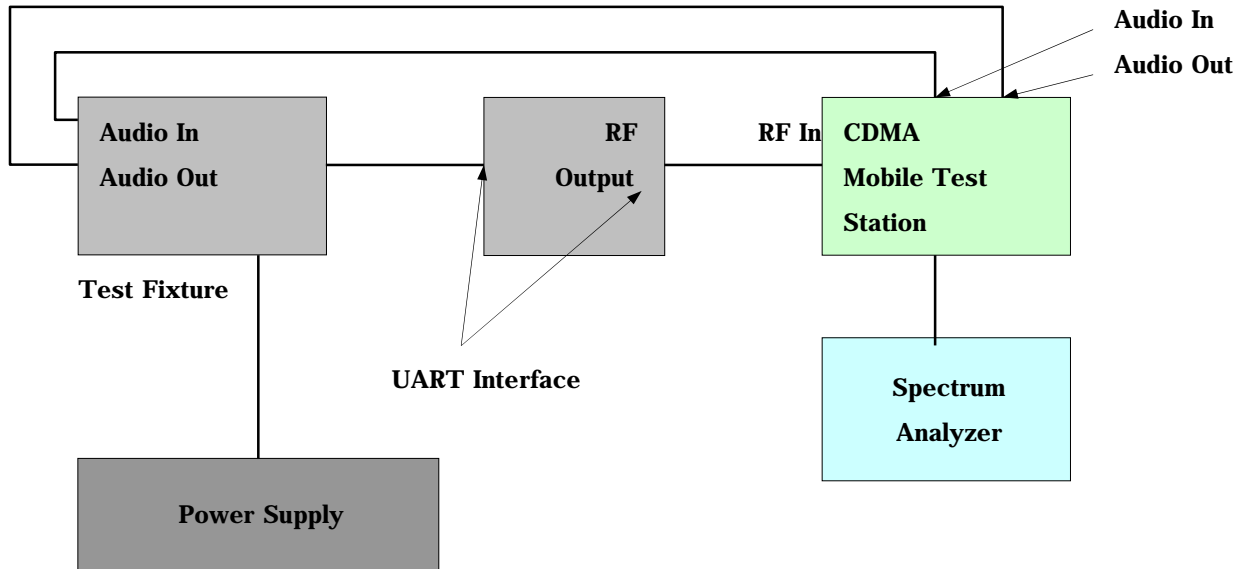 Audio In
Audio Out
Audio In
Audio Out
RF
Output
RF In
CDMA
Mobile Test
Station
Test Fixture
UART Interface
Spectrum
Analyzer
Power Supply